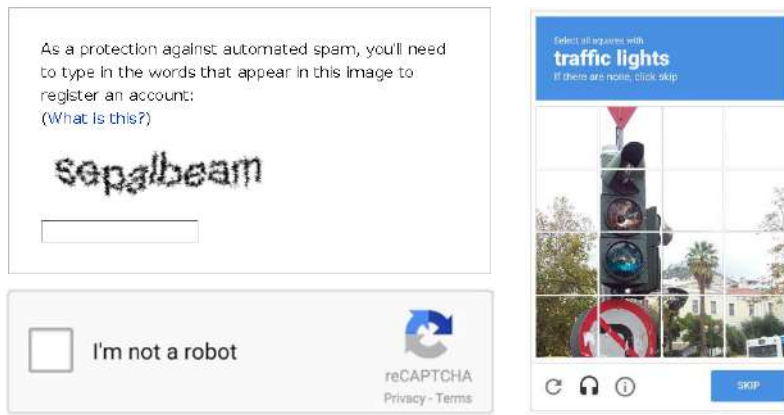 As a protection against automated spam, you'll need
to type in the words that appear in this image to
register an account:
(What is this?)
sepalbeam
I'm not a robot
reCAPTCHA
Privacy - Terms
Select all squares with
traffic lights
If there are none, click skip
SKIP